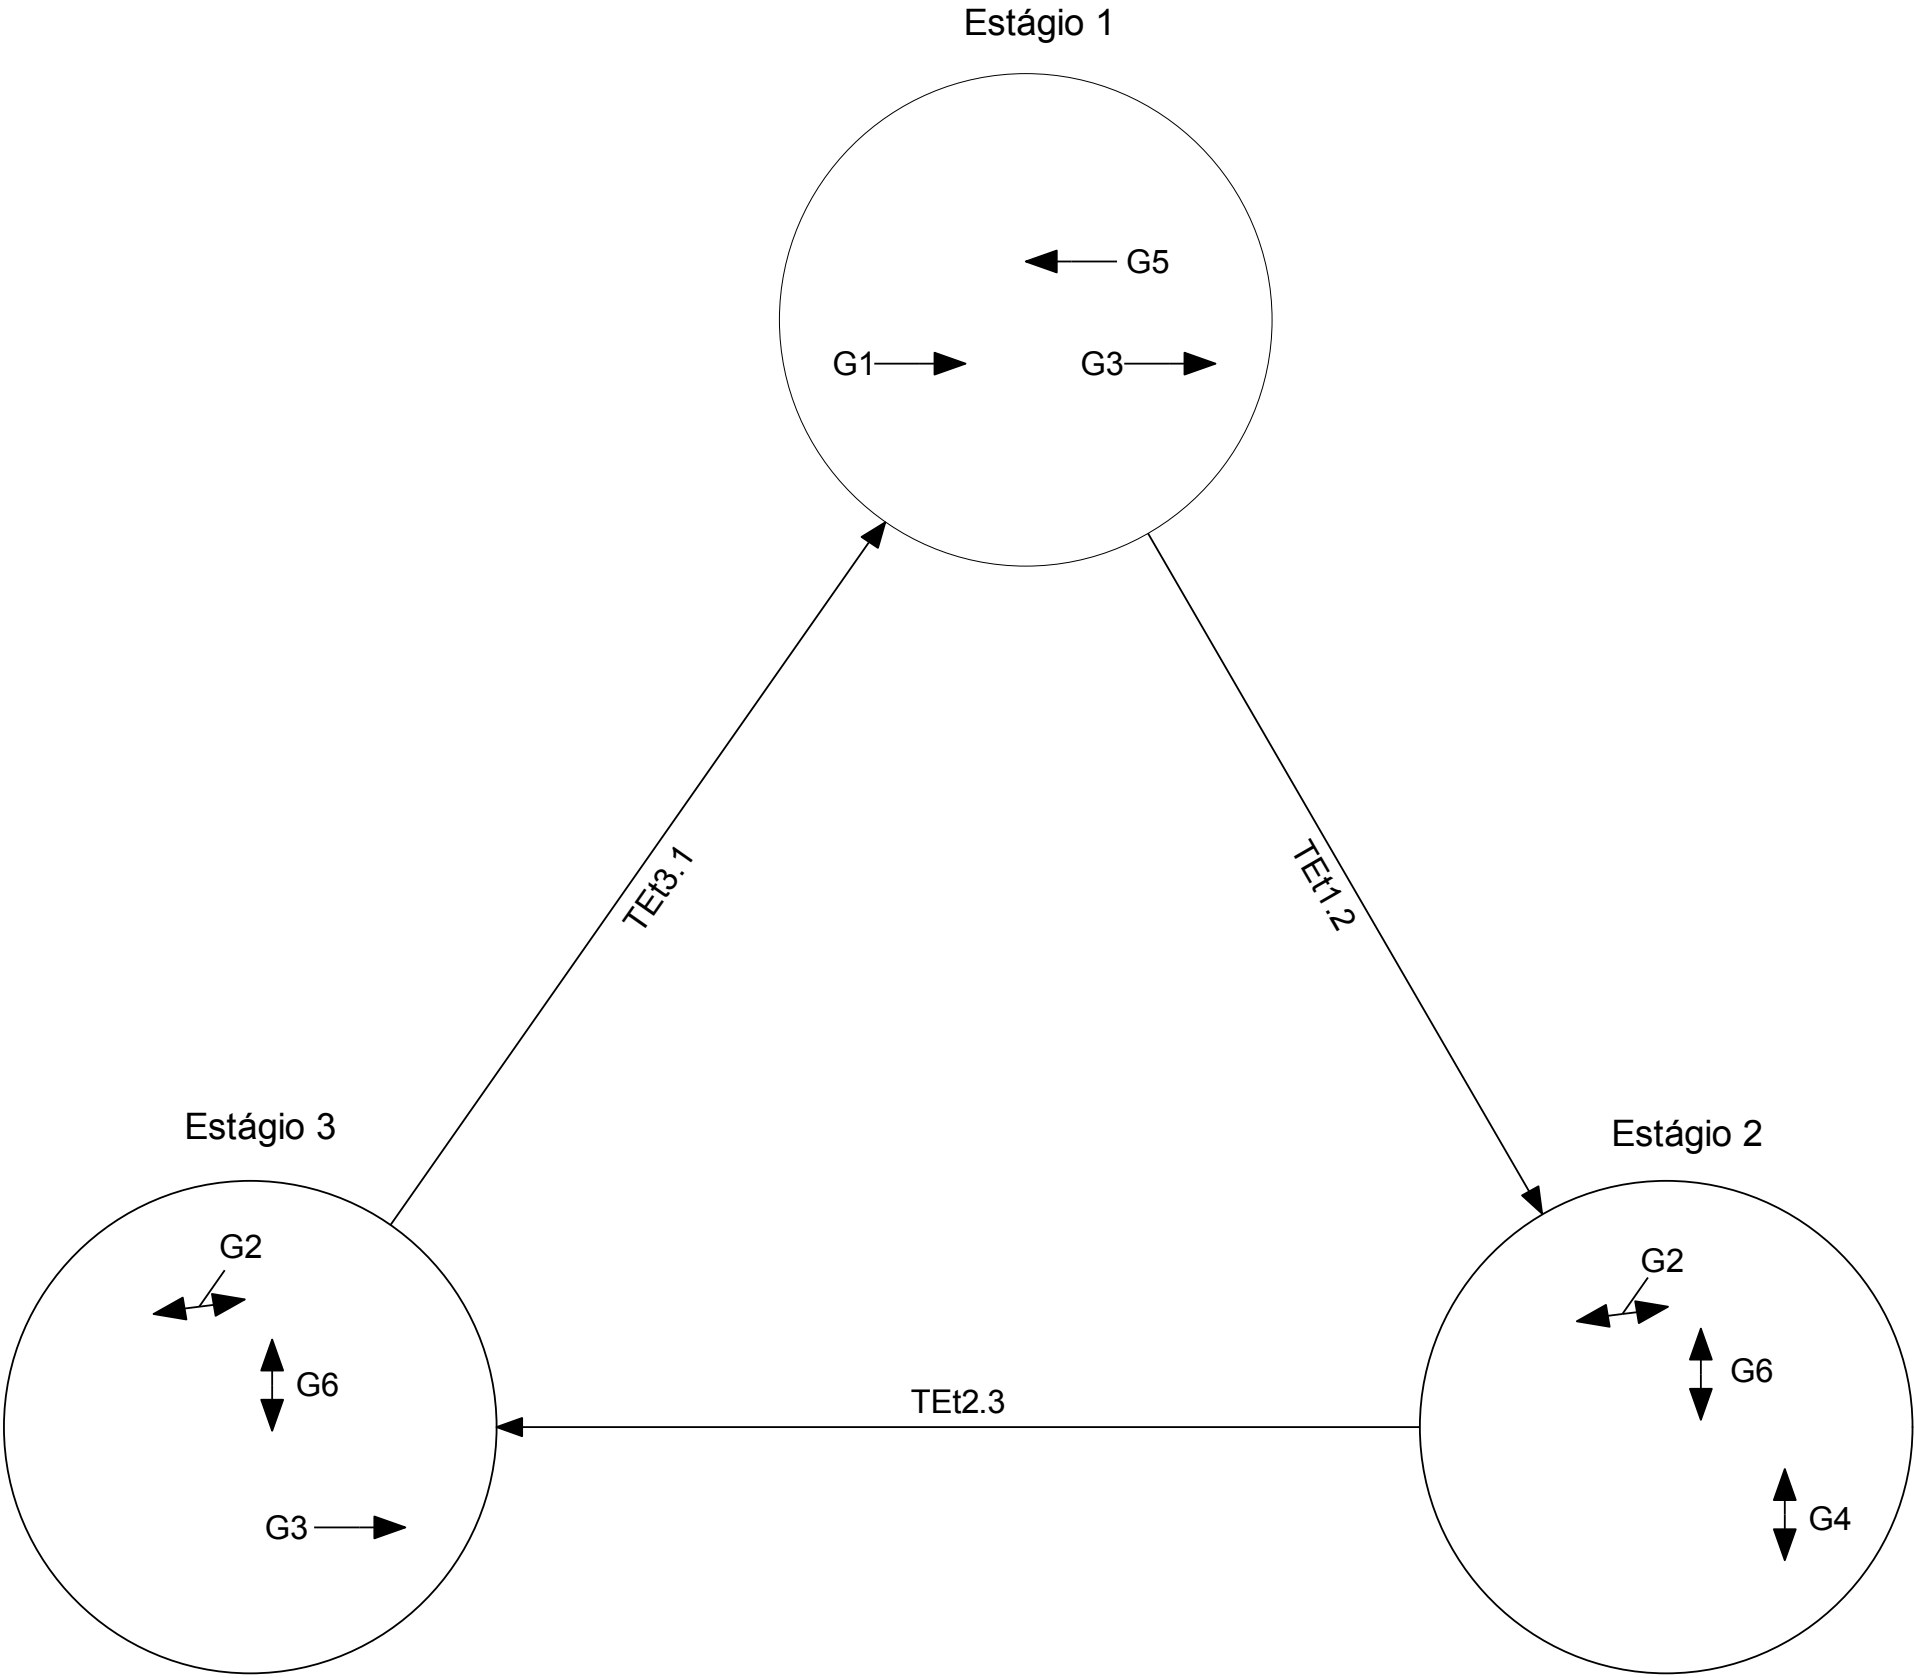 Estágio 1
G5
G1
G3
TEt3.1
TEt1.2
Estágio 3
Estágio 2
G2
G2
G6
G6
TEt2.3
G3
G4